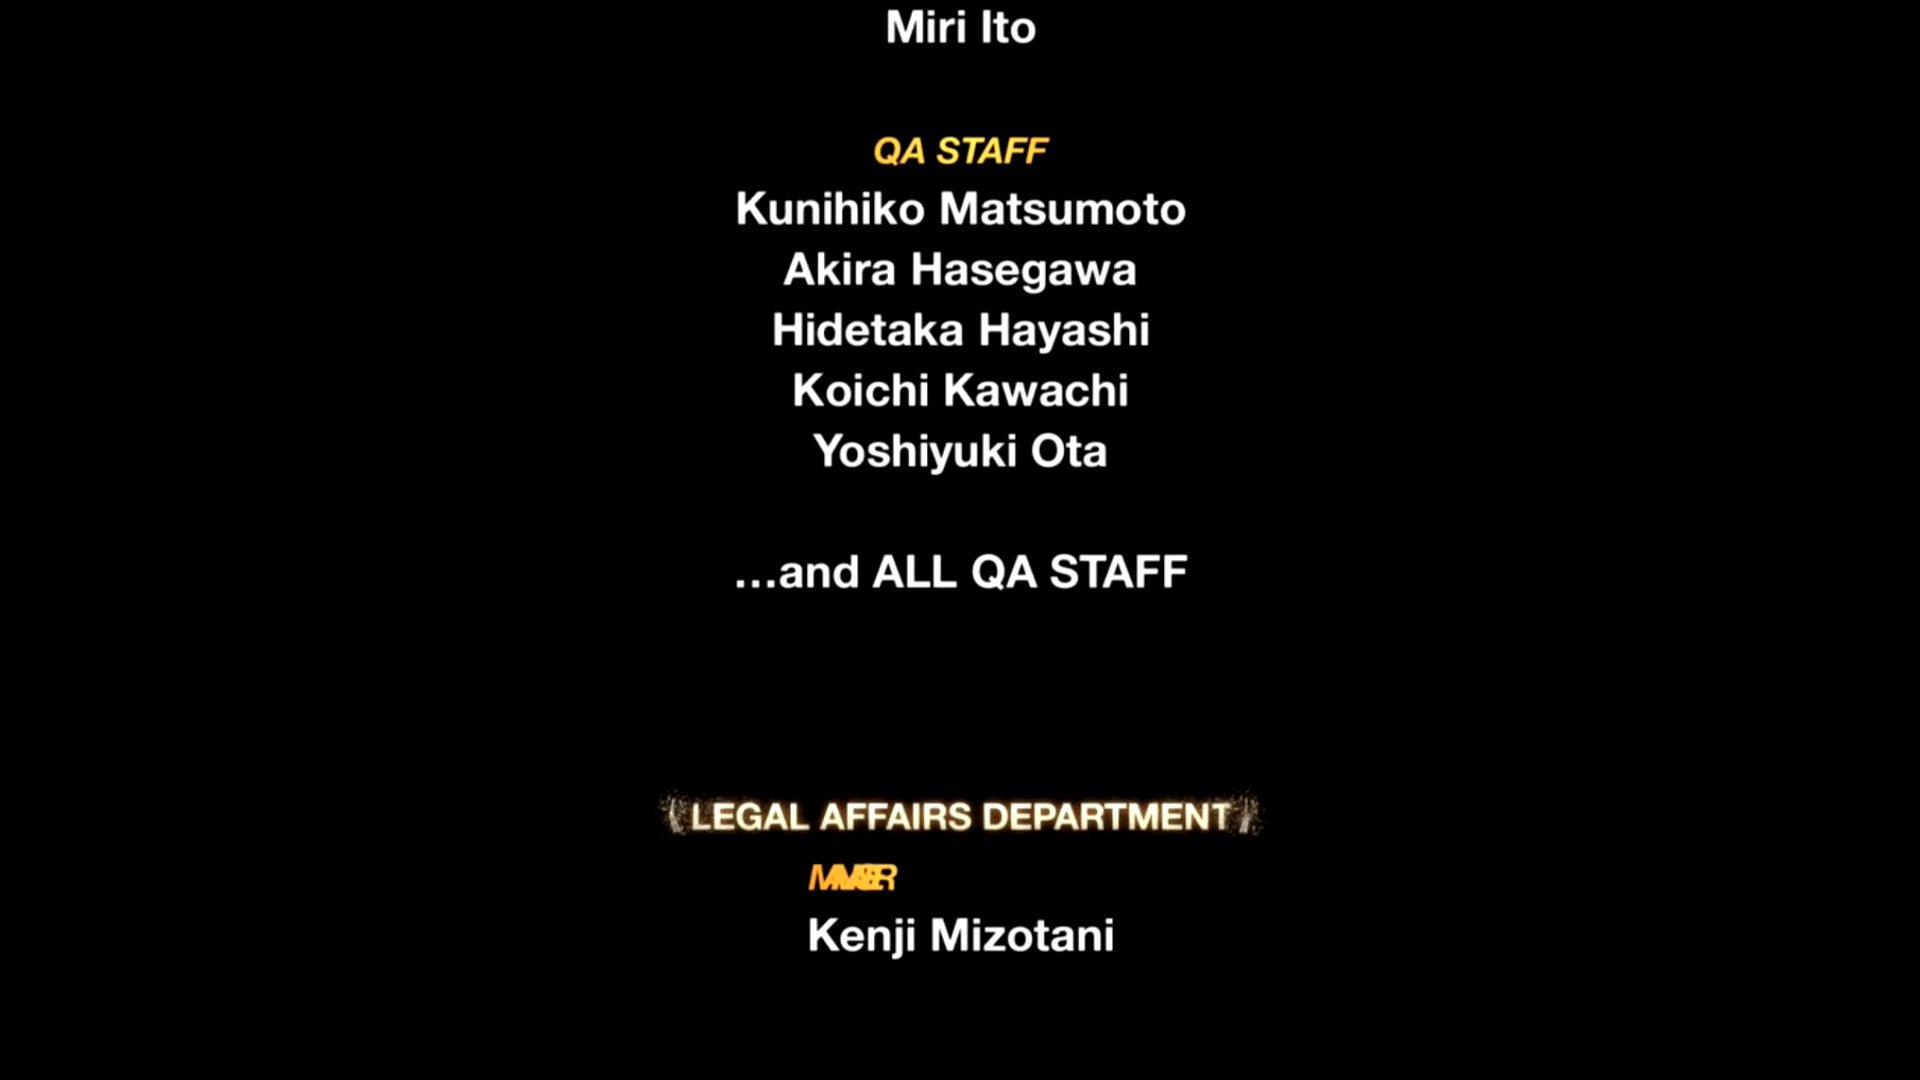 Miri Ito
QA STAFF
Kunihiko Matsumoto
Akira Hasegawa
Hidetaka Hayashi
Koichi Kawachi
Yoshiyuki Ota
...and ALL QA STAFF
LEGAL AFFAIRS DEPARTMENT
Kenji Mizotani